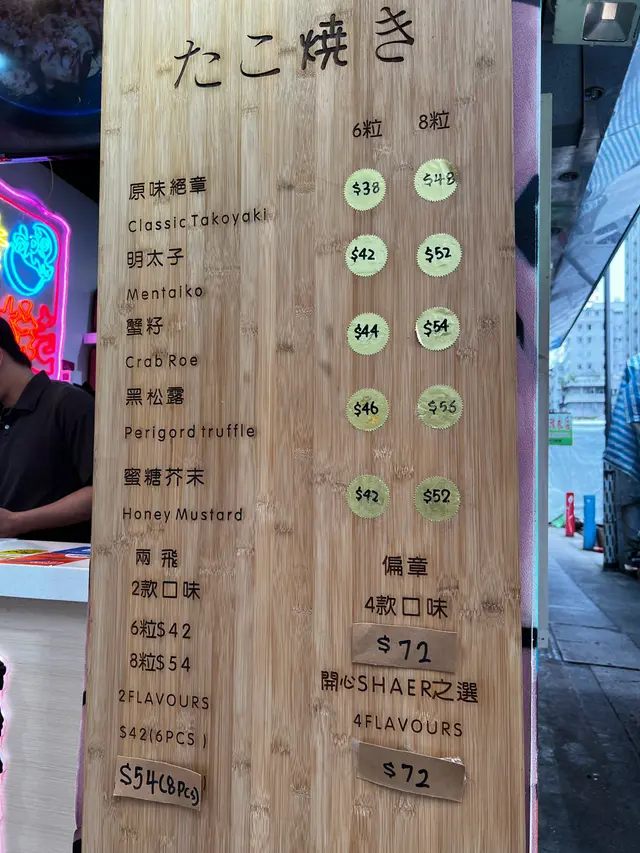 たこ焼き
6粒 8粒
原味絕章 $38 $48
Classic Takoyaki
明太子 $42 $52
Mentaiko
蟹籽 $44 $54
Crab Roe
黑松露 $46 $56
Perigord truffle
蜜糖芥末 $42 $52
Honey Mustard
兩飛
2款口味
6粒$42
8粒$54
2FLAVOURS
$42(6PCS)
$54(8Pcs)
偏章
4款口味
$72
開心SHAER之選
4FLAVOURS
$72